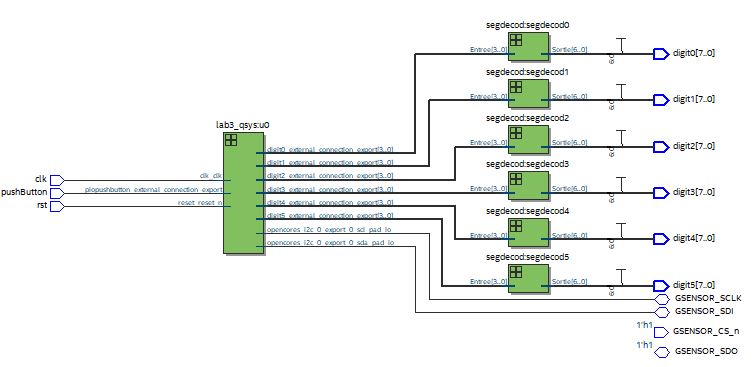 segdecod:segdecod0
Entree[3..0] Sortie[6..0] 6:0 digit0[7..0]
segdecod:segdecod1
Entree[3..0] Sortie[6..0] 6:0 digit1[7..0]
lab3_qsys:u0
segdecod:segdecod2
digit0_external_connection_export[3..0] Entree[3..0] Sortie[6..0] 6:0 digit2[7..0]
digit1_external_connection_export[3..0]
segdecod:segdecod3
clk clk_clk digit2_external_connection_export[3..0]
pushButton piopushbutton_external_connection_export digit3_external_connection_export[3..0] Entree[3..0] Sortie[6..0] 6:0 digit3[7..0]
rst reset_reset_n digit4_external_connection_export[3..0]
segdecod:segdecod4
digit5_external_connection_export[3..0]
opencores_i2c_0_export_0_scl_pad_io
Entree[3..0] Sortie[6..0] 6:0 digit4[7..0]
opencores_i2c_0_export_0_sda_pad_io
segdecod:segdecod5
Entree[3..0] Sortie[6..0] 6:0 digit5[7..0]
GSENSOR_SCLK
GSENSOR_SDI
1'h1 GSENSOR_CS_n
1'h1 GSENSOR_SDO